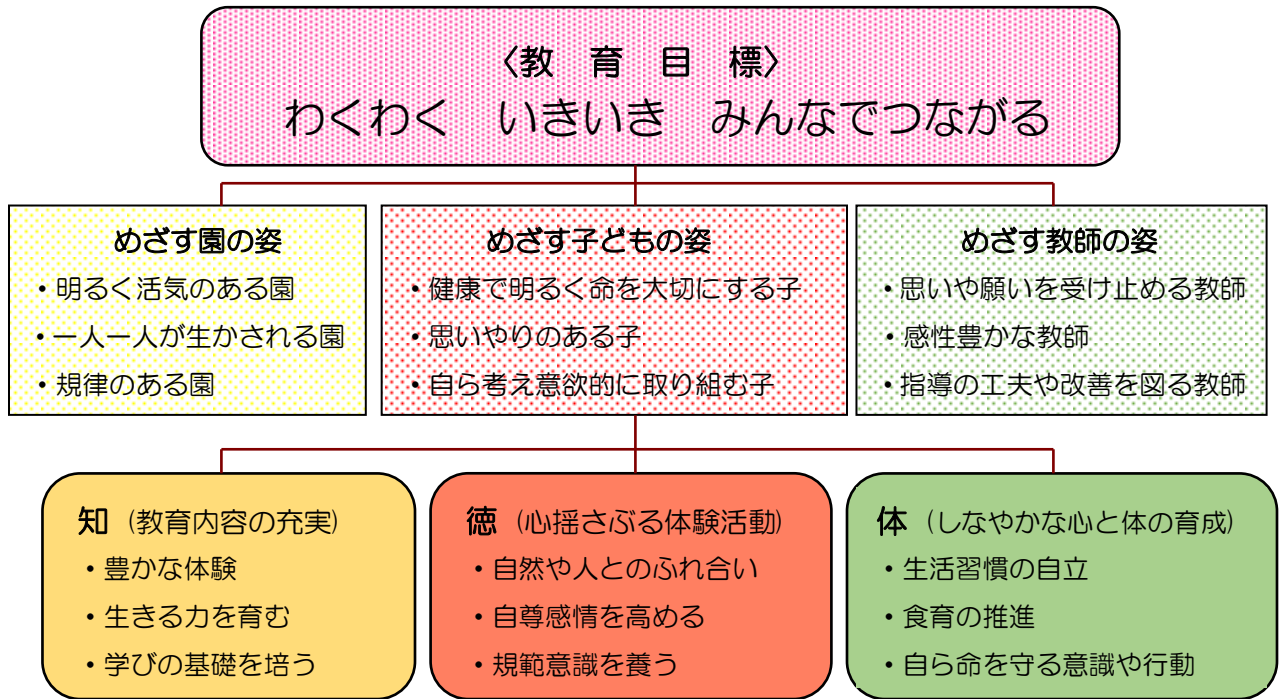 〈教　育　目　標〉
わくわく　いきいき　みんなでつながる
めざす園の姿
・明るく活気のある園
・一人一人が生かされる園
・規律のある園
めざす子どもの姿
・健康で明るく命を大切にする子
・思いやりのある子
・自ら考え意欲的に取り組む子
めざす教師の姿
・思いや願いを受け止める教師
・感性豊かな教師
・指導の工夫や改善を図る教師
知（教育内容の充実）
・豊かな体験
・生きる力を育む
・学びの基礎を培う
徳（心揺さぶる体験活動）
・自然や人とのふれ合い
・自尊感情を高める
・規範意識を養う
体（しなやかな心と体の育成）
・生活習慣の自立
・食育の推進
・自ら命を守る意識や行動